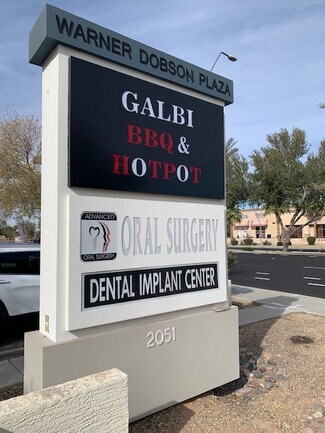 WARNER DOBSON PLAZA
GALBI
BBQ &
HOTPOT
ADVANCED
ORAL SURGERY
ORAL SURGERY
DENTAL IMPLANT CENTER
2051